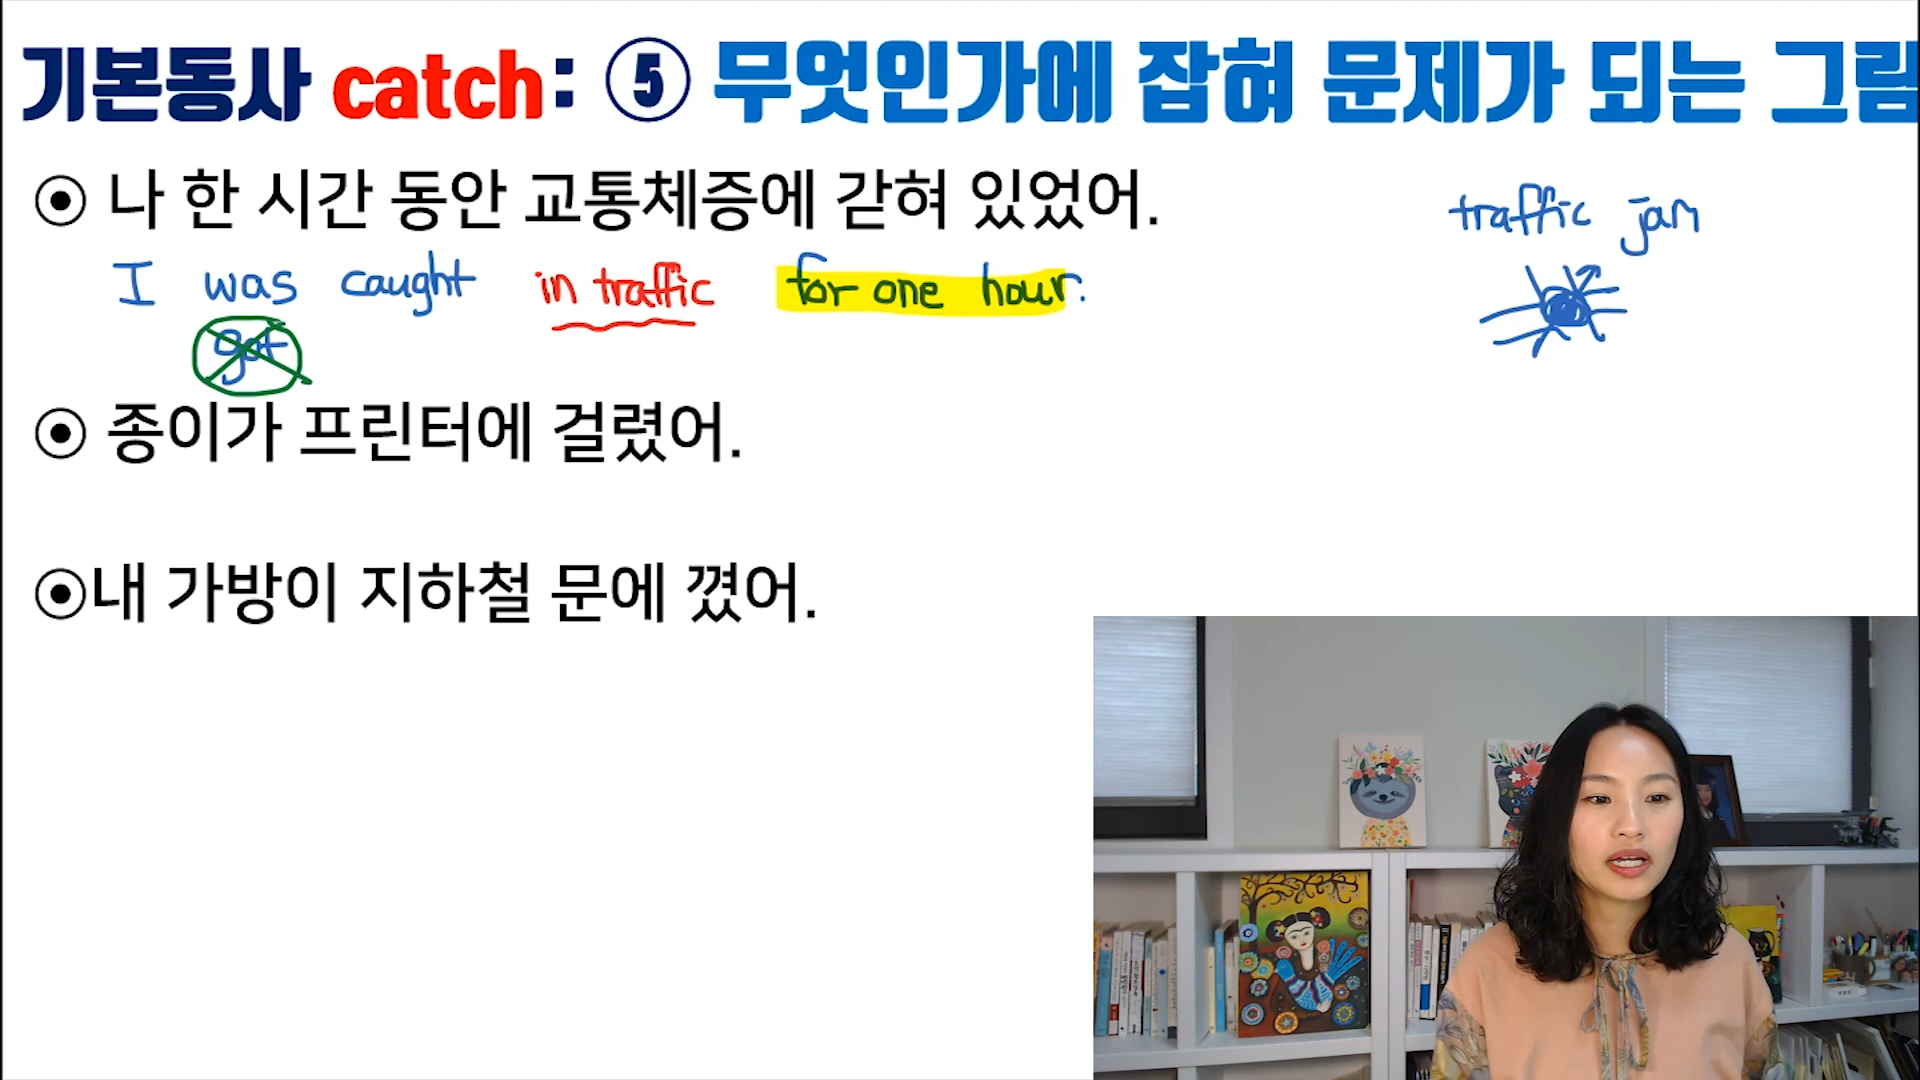 기본동사 catch: ⑤ 무엇인가에 잡혀 문제가 되는 그림
⦿ 나 한 시간 동안 교통체증에 갇혀 있었어.
traffic jam
I was caught in traffic for one hour.
got
⦿ 종이가 프린터에 걸렸어.
⦿내 가방이 지하철 문에 꼈어.